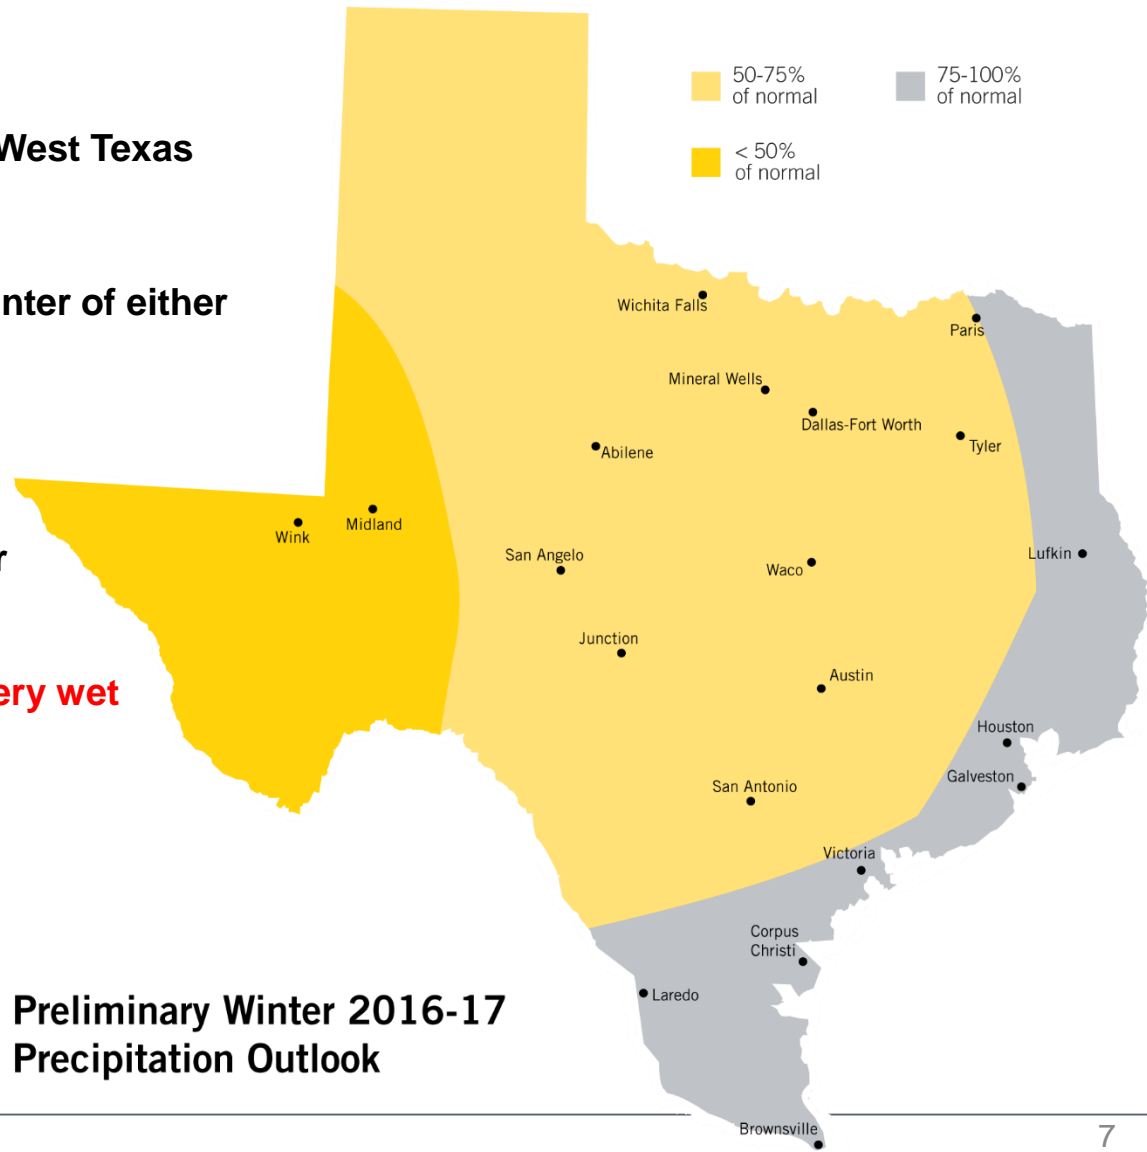 50-75%
of normal
75-100%
of normal
< 50%
of normal
West Texas
nter of either
r
ery wet
Wichita Falls
Paris
Mineral Wells
Dallas-Fort Worth
Tyler
Abilene
Wink
Midland
San Angelo
Waco
Lufkin
Junction
Austin
Houston
Galveston
San Antonio
Victoria
Corpus
Christi
Laredo
Brownsville
Preliminary Winter 2016-17
Precipitation Outlook
7